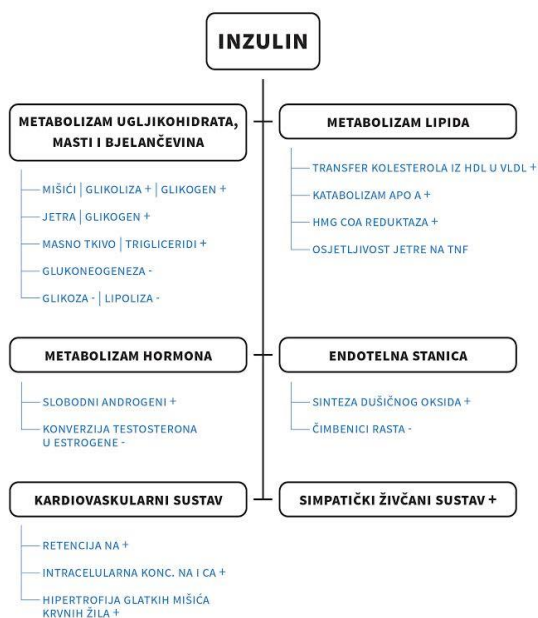 INZULIN
METABOLIZAM UGLJIKOHIDRATA,
MASTI I BJELANČEVINA
MIŠIĆI | GLIKOLIZA + | GLIKOGEN +
JETRA | GLIKOGEN +
MASNO TKIVO | TRIGLICERIDI +
GLUKONEOGENEZA -
GLIKOZA - | LIPOLIZA -
METABOLIZAM LIPIDA
TRANSFER KOLESTEROLA IZ HDL U VLDL +
KATABOLIZAM APO A +
HMG COA REDUKTAZA +
OSJETLJIVOST JETRE NA TNF
METABOLIZAM HORMONA
SLOBODNI ANDROGENI +
KONVERZIJA TESTOSTERONA
U ESTROGENE -
ENDOTELNA STANICA
SINTEZA DUŠIČNOG OKSIDA +
ČIMBENICI RASTA -
KARDIOVASKULARNI SUSTAV
RETENCIJA NA +
INTRACELULARNA KONC. NA I CA +
HIPERTROFIJA GLATKIH MIŠIĆA
KRVNIH ŽILA +
SIMPATIČKI ŽIVČANI SUSTAV +